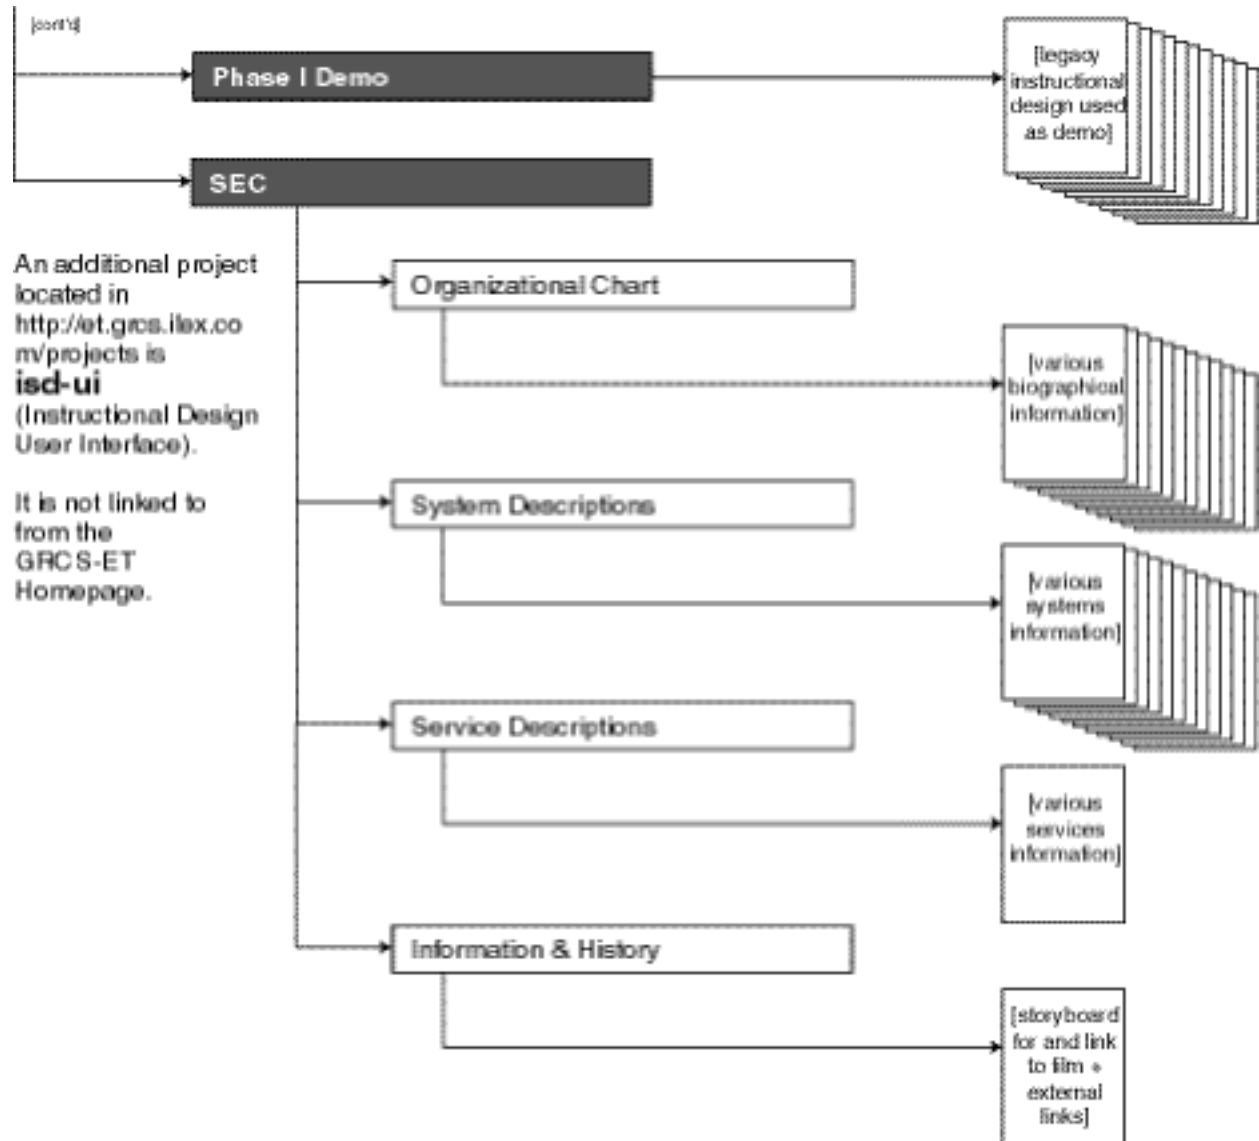 [cont'd]
Phase I Demo
[legacy
instructional
design used
as demo]
SEC
An additional project
located in
http://et.grcs.ilex.co
m/projects is
isd-ui
(Instructional Design
User Interface).
It is not linked to
from the
GRCS-ET
Homepage.
Organizational Chart
[various
biographical
information]
System Descriptions
[various
systems
information]
Service Descriptions
[various
services
information]
Information & History
[storyboard
for and link
to film +
external
links]